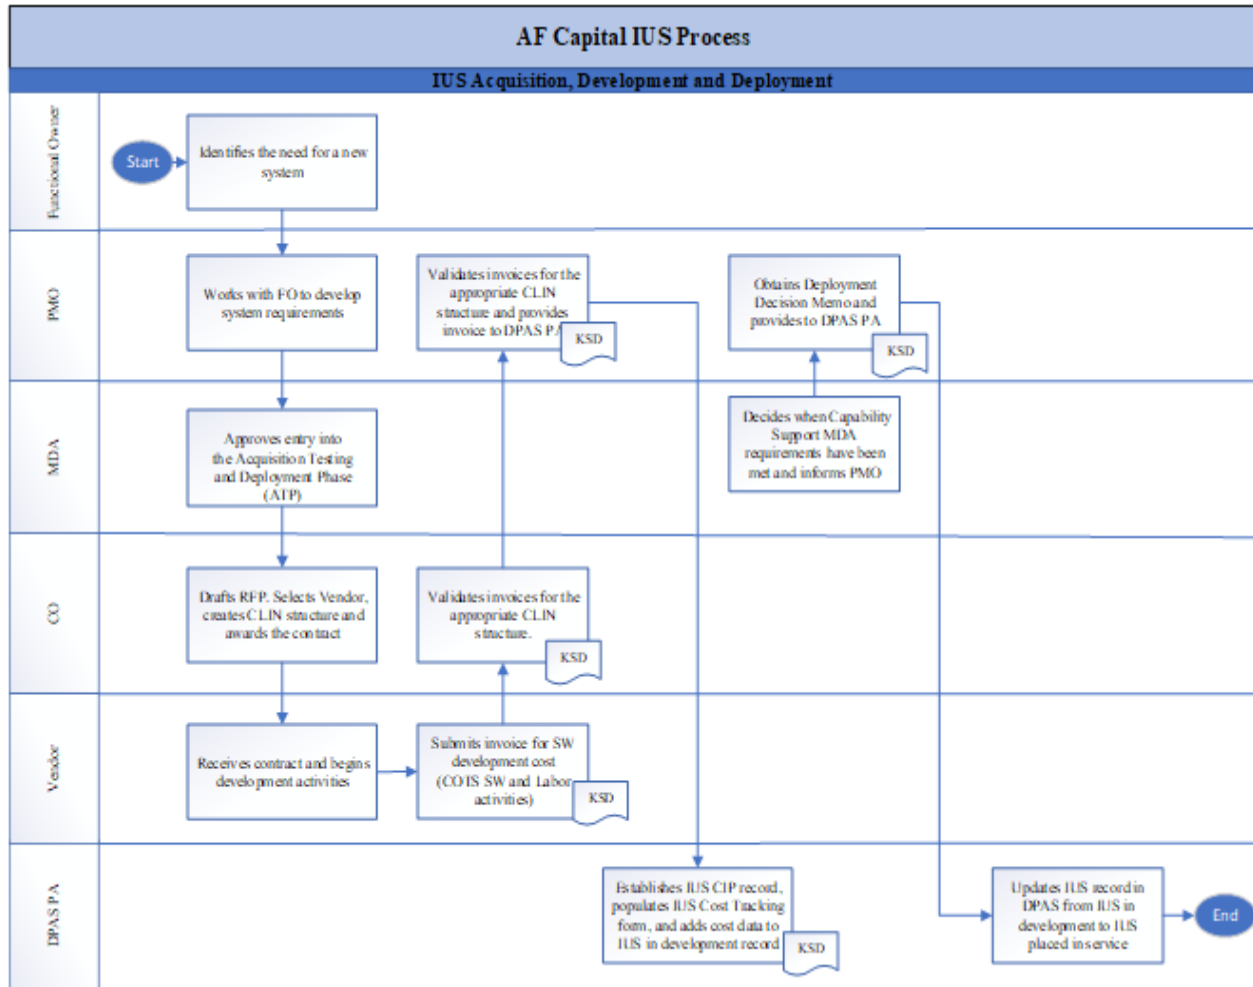 AF Capital IUS Process
IUS Acquisition, Development and Deployment
Functional Owner
Start
Identifies the need for a new
system
PMO
Works with FO to develop
system requirements
Validates invoices for the
appropriate CLIN
structure and provides
invoice to DPAS PA
KSD
Obtains Deployment
Decision Memo and
provides to DPAS PA
KSD
MDA
Approves entry into
the Acquisition Testing
and Deployment Phase
(ATP)
Decides when Capability
Support MDA
requirements have been
met and informs PMO
CO
Drafts RFP. Selects Vendor,
creates CLIN structure and
awards the contract
Validates invoices for the
appropriate CLIN
structure.
KSD
Vendor
Receives contract and begins
development activities
Submits invoice for SW
development cost
(COTS SW and Labor
activities)
KSD
DPAS PA
Establishes IUS CIP record,
populates IUS Cost Tracking
form, and adds cost data to
IUS in development record
KSD
Updates IUS record in
DPAS from IUS in
development to IUS
placed in service
End